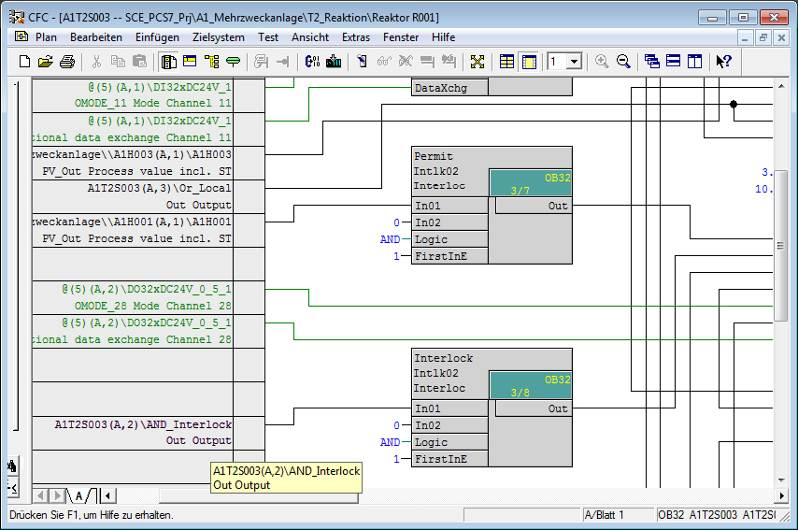 CFC - [A1T2S003 -- SCE_PCS7_Prj\A1_Mehrzweckanlage\T2_Reaktion\Reaktor R001]
Plan Bearbeiten Einfügen Zielsystem Test Ansicht Extras Fenster Hilfe
1
@(5)(A,1)\DI32xDC24V_1
OMODE_11 Mode Channel 11
@(5)(A,1)\DI32xDC24V_1
tional data exchange Channel 11
zweckanlage\\A1H003(A,1)\A1H003
PV_Out Process value incl. ST
A1T2S003(A,3)\Or_Local
Out Output
zweckanlage\\A1H001(A,1)\A1H001
PV_Out Process value incl. ST
@(5)(A,2)\DO32xDC24V_0_5_1
OMODE_28 Mode Channel 28
@(5)(A,2)\DO32xDC24V_0_5_1
tional data exchange Channel 28
A1T2S003(A,2)\AND_Interlock
Out Output
DataXchg
Permit
Intlk02
Interloc
OB32
3/7
In01 Out
0 In02
AND Logic
1 FirstInE
3.
10.
Interlock
Intlk02
Interloc
OB32
3/8
In01 Out
0 In02
AND Logic
1 FirstInE
A1T2S003(A,2)\AND_Interlock
Out Output
A
Drücken Sie F1, um Hilfe zu erhalten.
A/Blatt 1
OB32 A1T2S003 A1T2S(